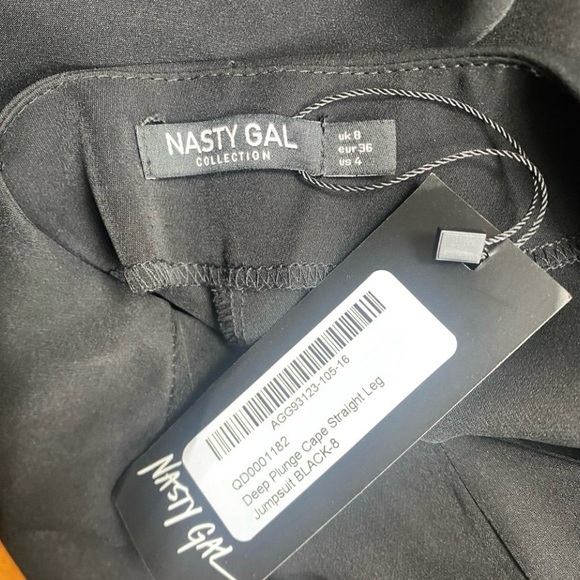 NASTY GAL
COLLECTION
uk 8
eur 36
us 4
AGG93123-105-16
QD0001182
Deep Plunge Cape Straight Leg
Jumpsuit BLACK-8
NASTY GAL